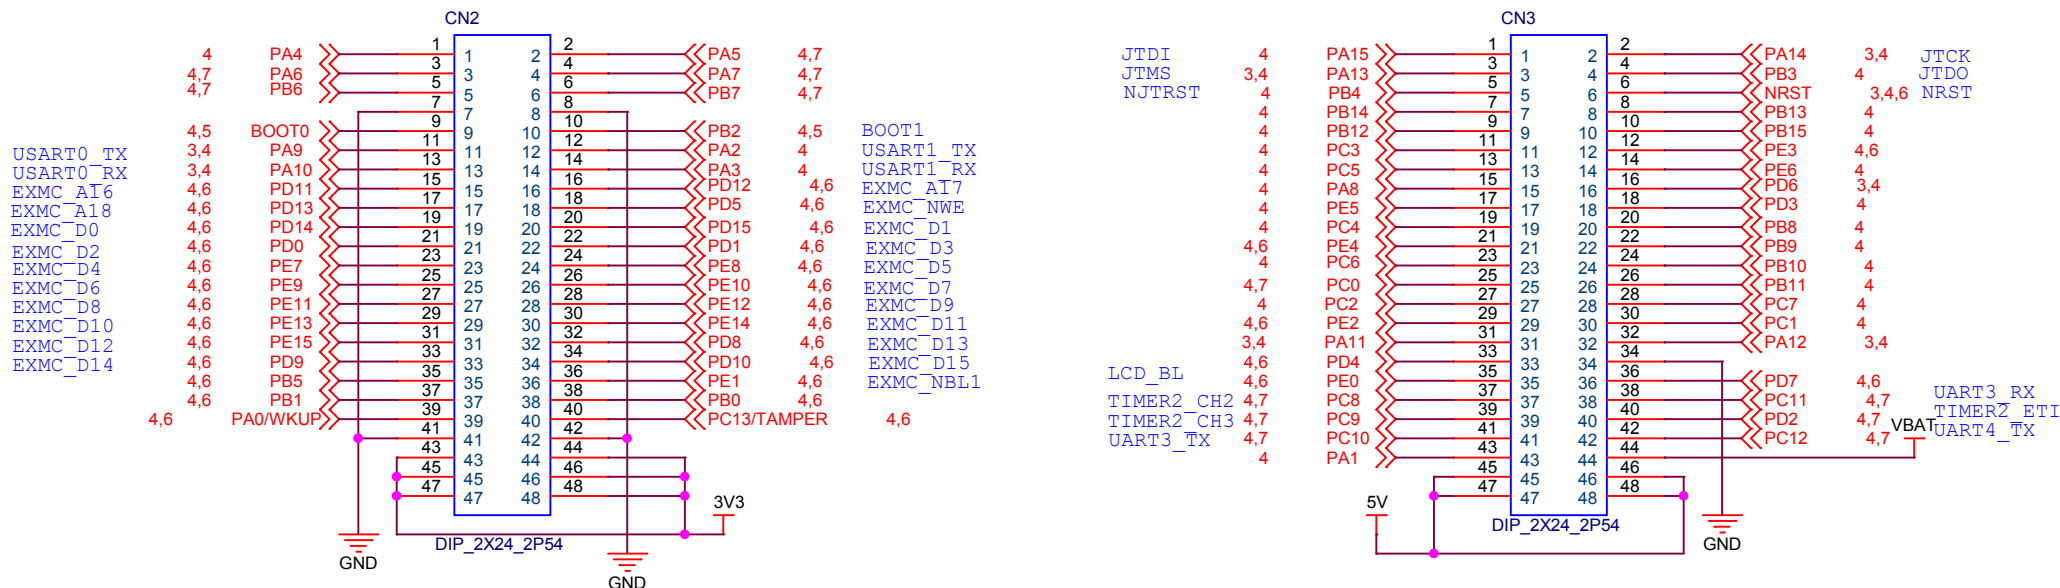 CN2 CN3
1 1 2 2 1 1 2 2
4 PA4 PA5 4,7 JTDI 4 PA15 PA14 3,4 JTCK
3 3 4 4 3 3 4 4
4,7 PA6 PA7 4,7 JTMS 3,4 PA13 PB3 4 JTDO
5 5 6 6 5 5 6 6
4,7 PB6 PB7 4,7 NJTRST 4 PB4 NRST 3,4,6 NRST
7 7 8 8 7 7 8 8
4 PB14 PB13 4
9 9 10 10 9 9 10 10
4,5 BOOT0 PB2 4,5 BOOT1 4 PB12 PB15 4
11 11 12 12 11 11 12 12
USART0_TX 3,4 PA9 PA2 4 USART1_TX 4 PC3 PE3 4,6
13 13 14 14 13 13 14 14
USART0_RX 3,4 PA10 PA3 4 USART1_RX 4 PC5 PE6 4
15 15 16 16 15 15 16 16
EXMC_A16 4,6 PD11 PD12 4,6 EXMC_A17 4 PA8 PD6 3,4
17 17 18 18 17 17 18 18
EXMC_A18 4,6 PD13 PD5 4,6 EXMC_NWE 4 PE5 PD3 4
19 19 20 20 19 19 20 20
EXMC_D0 4,6 PD14 PD15 4,6 EXMC_D1 4 PC4 PB8 4
21 21 22 22 21 21 22 22
EXMC_D2 4,6 PD0 PD1 4,6 EXMC_D3 4,6 PE4 PB9 4
23 23 24 24 23 23 24 24
EXMC_D4 4,6 PE7 PE8 4,6 EXMC_D5 4 PC6 PB10 4
25 25 26 26 25 25 26 26
EXMC_D6 4,6 PE9 PE10 4,6 EXMC_D7 4,7 PC0 PB11 4
27 27 28 28 27 27 28 28
EXMC_D8 4,6 PE11 PE12 4,6 EXMC_D9 4 PC2 PC7 4
29 29 30 30 29 29 30 30
EXMC_D10 4,6 PE13 PE14 4,6 EXMC_D11 4,6 PE2 PC1 4
31 31 32 32 31 31 32 32
EXMC_D12 4,6 PE15 PD8 4,6 EXMC_D13 3,4 PA11 PA12 3,4
33 33 34 34 33 33 34 34
EXMC_D14 4,6 PD9 PD10 4,6 EXMC_D15 4,6 PD4
35 35 36 36 35 35 36 36
4,6 PB5 PE1 4,6 EXMC_NBL1 LCD_BL 4,6 PE0 PD7 4,6
37 37 38 38 37 37 38 38
4,6 PB1 PB0 4,6 TIMER2_CH2 4,7 PC8 PC11 4,7 UART3_RX
39 39 40 40 39 39 40 40
4,6 PA0/WKUP PC13/TAMPER 4,6 TIMER2_CH3 4,7 PC9 PD2 4,7 TIMER2_ETI
41 41 42 42 41 41 42 42
UART3_TX 4,7 PC10 PC12 4,7 VBAT UART4_TX
43 43 44 44 43 43 44 44
4 PA1
45 45 46 46 45 45 46 46
47 47 48 48 47 47 48 48
3V3 5V
DIP_2X24_2P54 DIP_2X24_2P54
GND GND GND